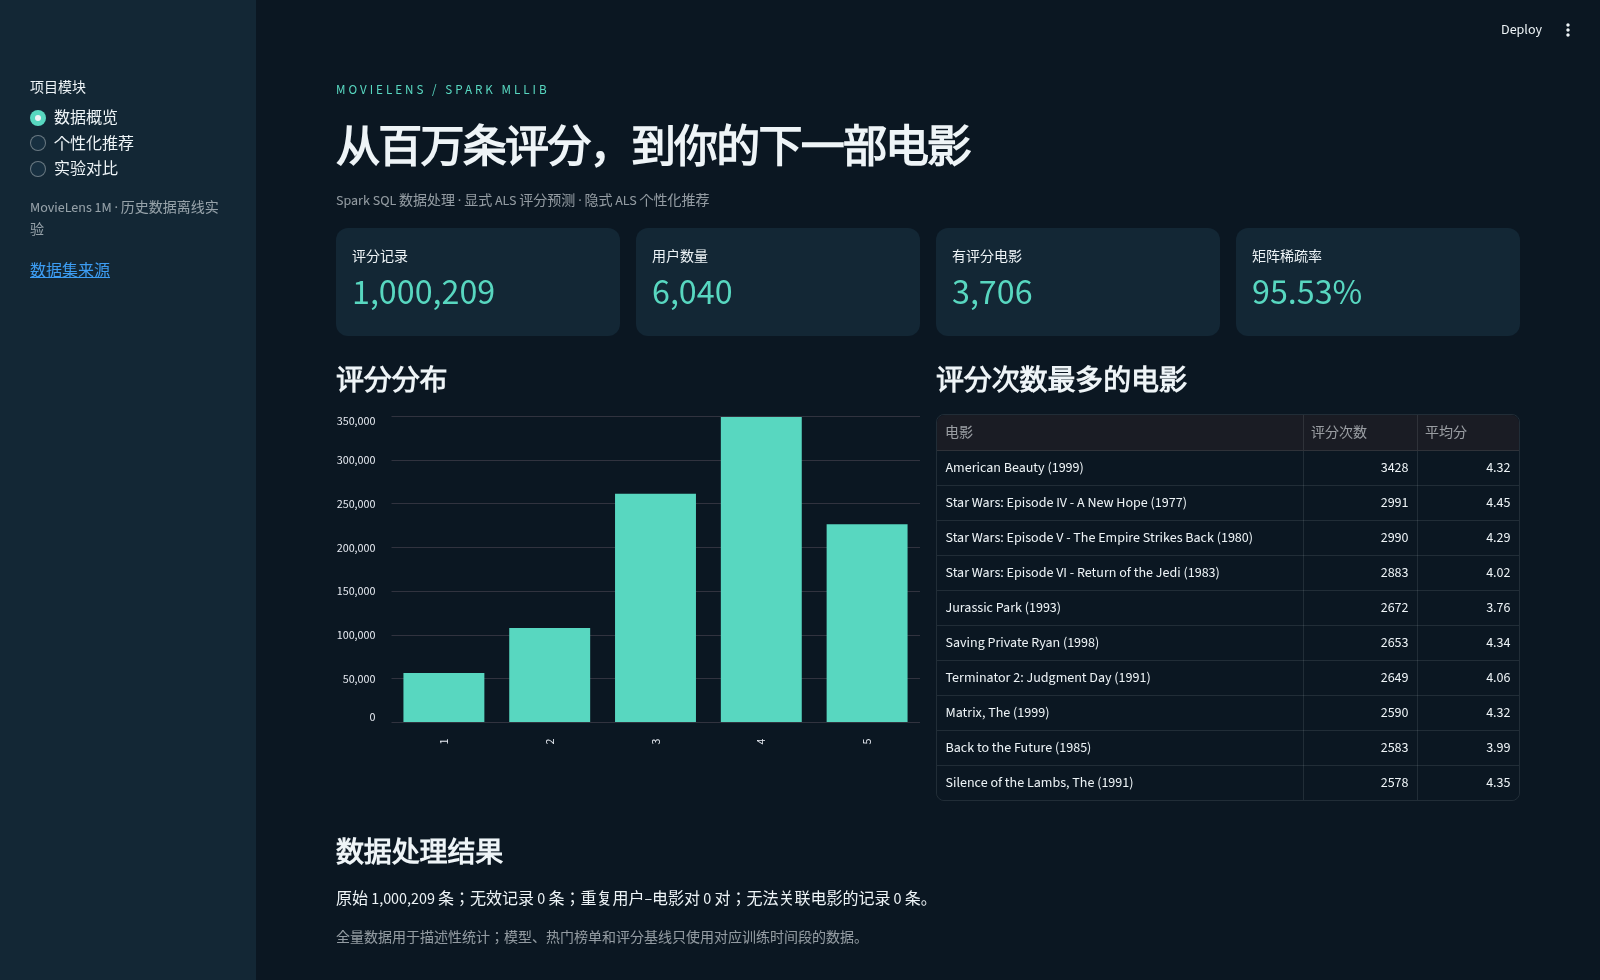 Deploy
项目模块
数据概览
个性化推荐
实验对比
MovieLens 1M · 历史数据离线实
验
数据集来源
MOVIELENS / SPARK MLLIB
从百万条评分，到你的下一部电影
Spark SQL 数据处理 · 显式 ALS 评分预测 · 隐式 ALS 个性化推荐
评分记录
1,000,209
用户数量
6,040
有评分电影
3,706
矩阵稀疏率
95.53%
评分分布
350,000
300,000
250,000
200,000
150,000
100,000
50,000
0
1 2 3 4 5
评分次数最多的电影
电影 评分次数 平均分
American Beauty (1999) 3428 4.32
Star Wars: Episode IV - A New Hope (1977) 2991 4.45
Star Wars: Episode V - The Empire Strikes Back (1980) 2990 4.29
Star Wars: Episode VI - Return of the Jedi (1983) 2883 4.02
Jurassic Park (1993) 2672 3.76
Saving Private Ryan (1998) 2653 4.34
Terminator 2: Judgment Day (1991) 2649 4.06
Matrix, The (1999) 2590 4.32
Back to the Future (1985) 2583 3.99
Silence of the Lambs, The (1991) 2578 4.35
数据处理结果
原始 1,000,209 条；无效记录 0 条；重复用户–电影对 0 对；无法关联电影的记录 0 条。
全量数据用于描述性统计；模型、热门榜单和评分基线只使用对应训练时间段的数据。